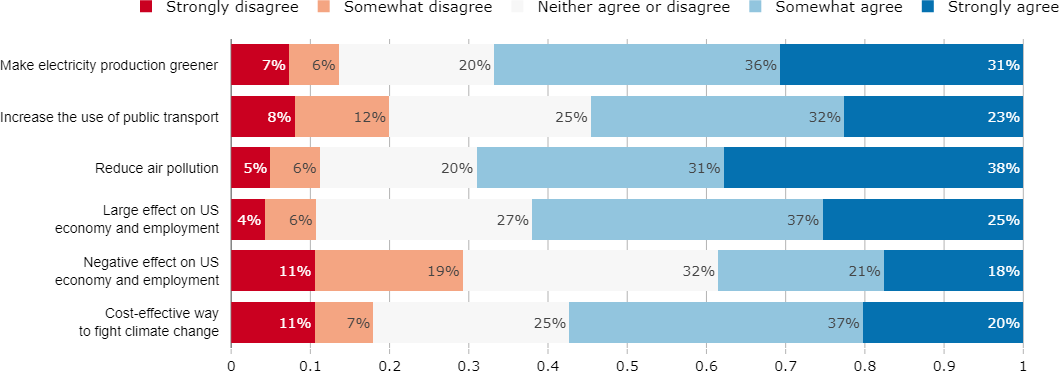 Strongly disagree Somewhat disagree Neither agree or disagree Somewhat agree Strongly agree
Make electricity production greener 7% 6% 20% 36% 31%
Increase the use of public transport 8% 12% 25% 32% 23%
Reduce air pollution 5% 6% 20% 31% 38%
Large effect on US
economy and employment 4% 6% 27% 37% 25%
Negative effect on US
economy and employment 11% 19% 32% 21% 18%
Cost-effective way
to fight climate change 11% 7% 25% 37% 20%
0 0.1 0.2 0.3 0.4 0.5 0.6 0.7 0.8 0.9 1